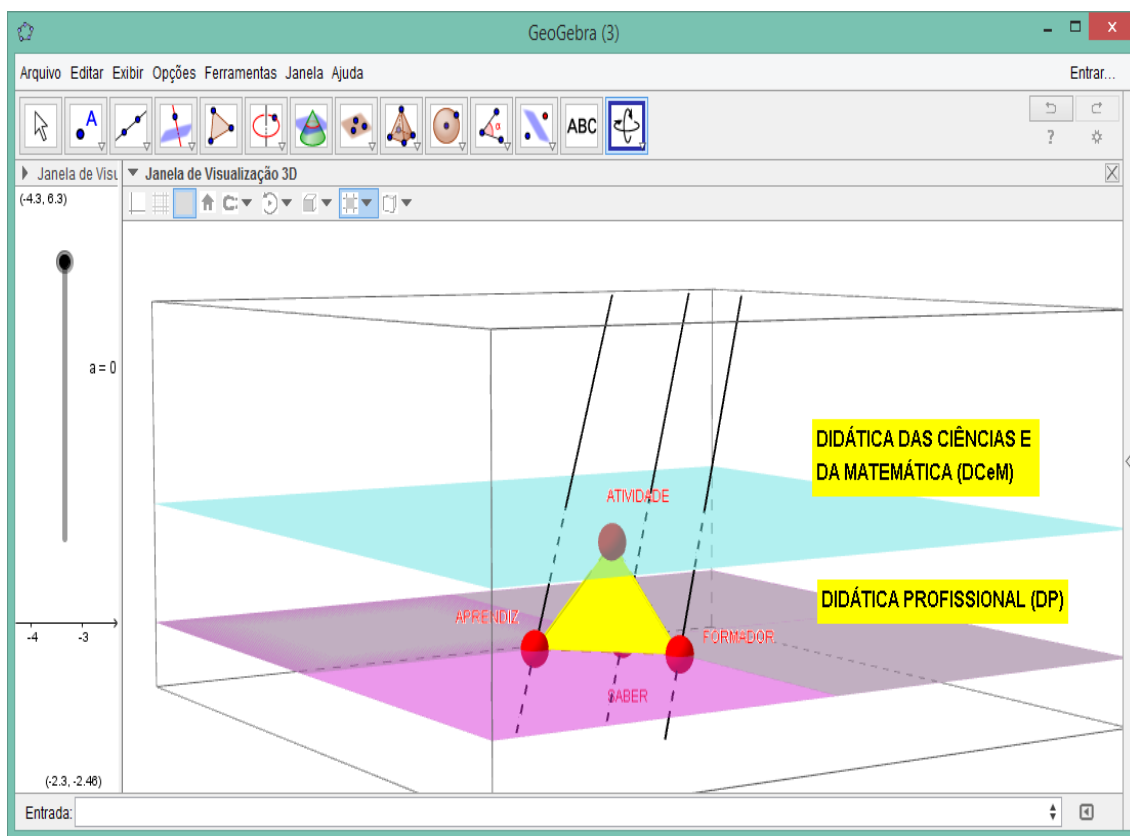 GeoGebra (3)
Arquivo Editar Exibir Opções Ferramentas Janela Ajuda
Entrar...
A
α
ABC
?
Janela de Visu
Janela de Visualização 3D
(-4.3, 6.3)
a = 0
DIDÁTICA DAS CIÊNCIAS E
DA MATEMÁTICA (DCeM)
ATIVIDADE
DIDÁTICA PROFISSIONAL (DP)
APRENDIZ.
FORMADOR.
-4
-3
SABER
(-2.3, -2.46)
Entrada: